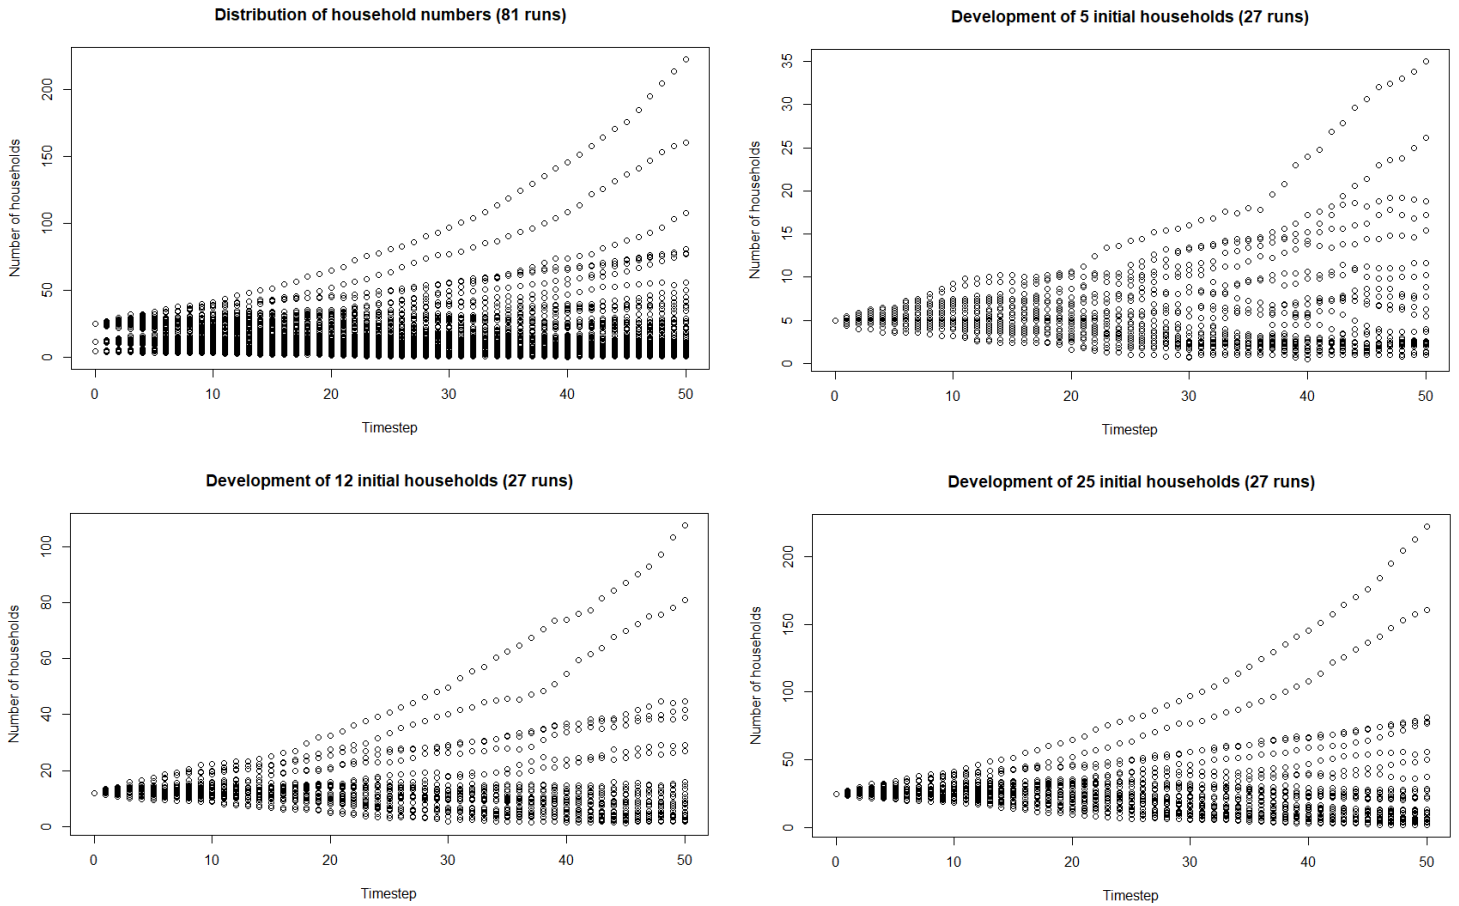 Distribution of household numbers (81 runs)
Number of households
0
50
100
150
200
0 10 20 30 40 50
Timestep
Development of 5 initial households (27 runs)
Number of households
0
5
10
15
20
25
30
35
0 10 20 30 40 50
Timestep
Development of 12 initial households (27 runs)
Number of households
0
20
40
60
80
100
0 10 20 30 40 50
Timestep
Development of 25 initial households (27 runs)
Number of households
0
50
100
150
200
0 10 20 30 40 50
Timestep